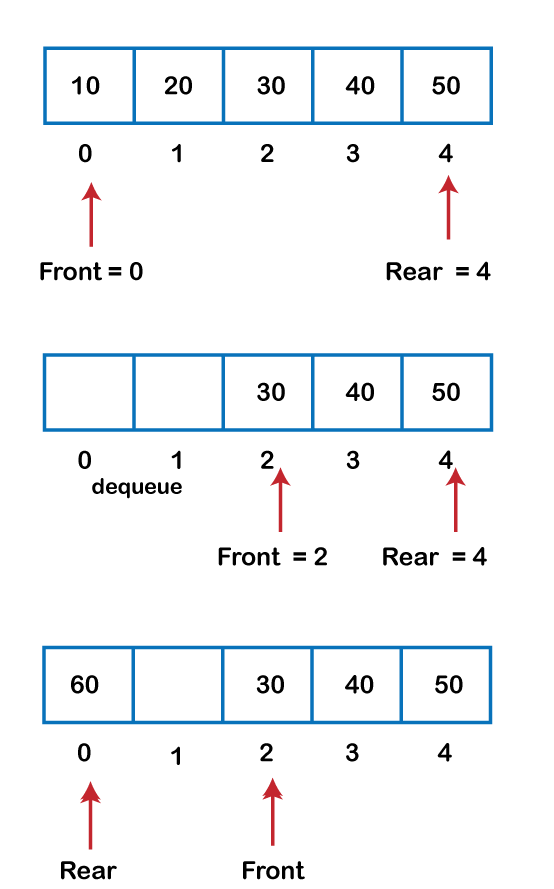 10 20 30 40 50
0 1 2 3 4
Front = 0 Rear = 4
30 40 50
0 1 2 3 4
dequeue
Front = 2 Rear = 4
60 30 40 50
0 1 2 3 4
Rear Front